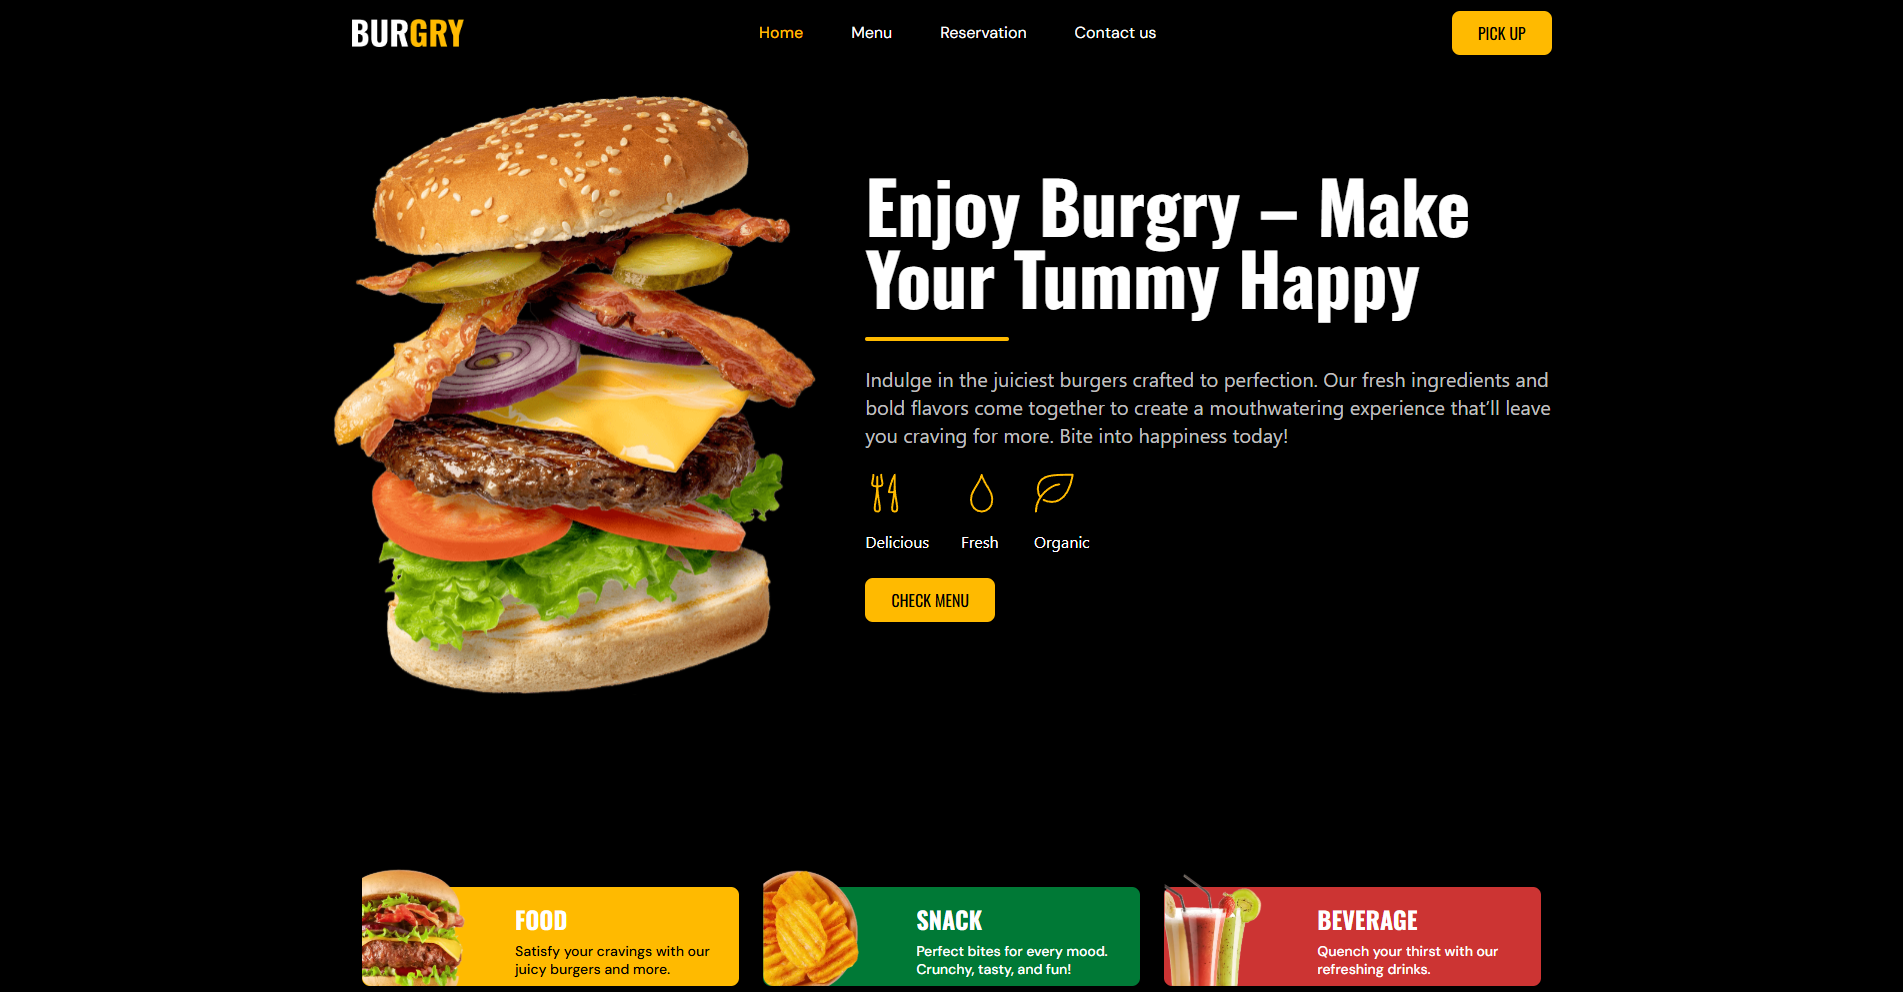 BURGRY
Home
Menu
Reservation
Contact us
PICK UP
Enjoy Burgry – Make
Your Tummy Happy
Indulge in the juiciest burgers crafted to perfection. Our fresh ingredients and
bold flavors come together to create a mouthwatering experience that’ll leave
you craving for more. Bite into happiness today!
Delicious
Fresh
Organic
CHECK MENU
FOOD
Satisfy your cravings with our
juicy burgers and more.
SNACK
Perfect bites for every mood.
Crunchy, tasty, and fun!
BEVERAGE
Quench your thirst with our
refreshing drinks.